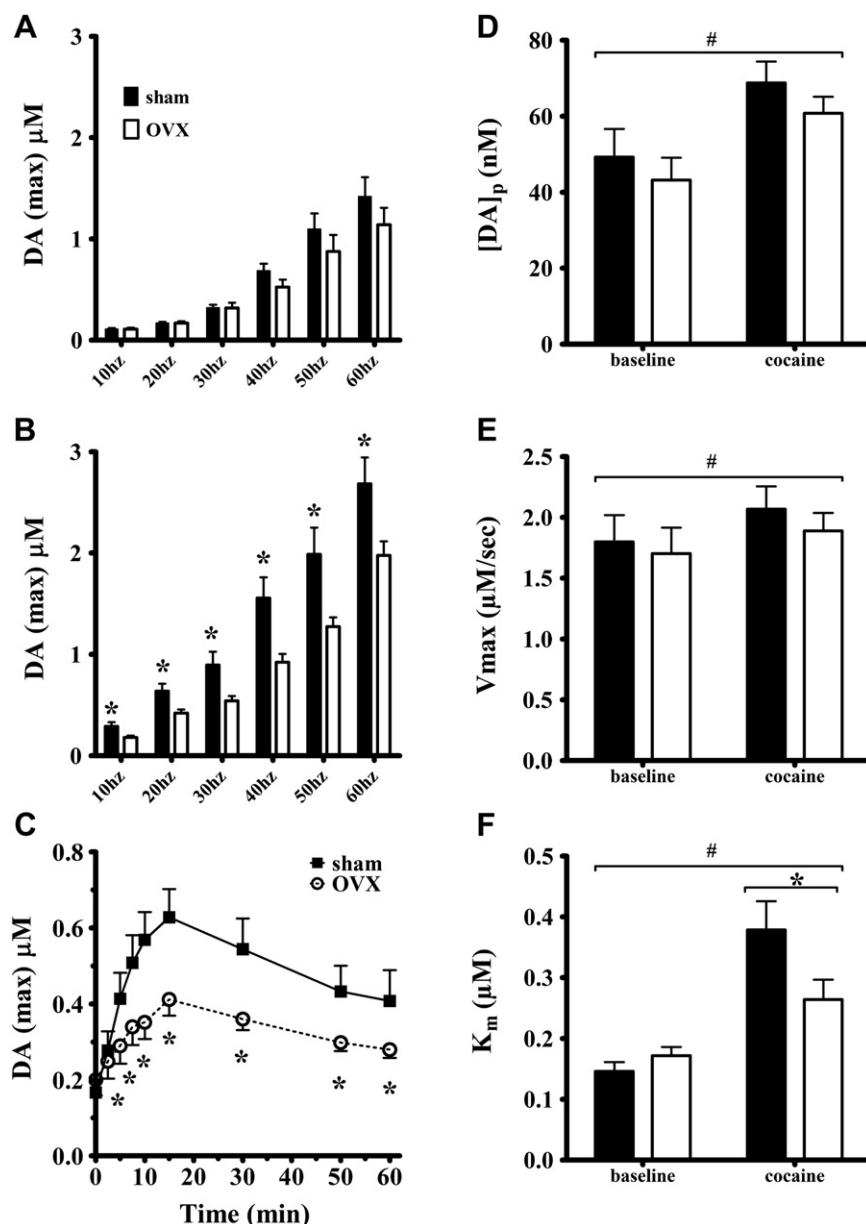 A
DA (max) µM
3
2
1
0
sham
OVX
10hz 20hz 30hz 40hz 50hz 60hz
B
DA (max) µM
3
2
1
0
* * * * * *
10hz 20hz 30hz 40hz 50hz 60hz
C
DA (max) µM
0.8
0.6
0.4
0.2
0.0
sham
OVX
* * * * * * *
0 10 20 30 40 50 60
Time (min)
D
[DA]p (nM)
80
60
40
20
0
#
baseline cocaine
E
Vmax (µM/sec)
2.5
2.0
1.5
1.0
0.5
0.0
#
baseline cocaine
F
Km (µM)
0.5
0.4
0.3
0.2
0.1
0.0
#
*
baseline cocaine